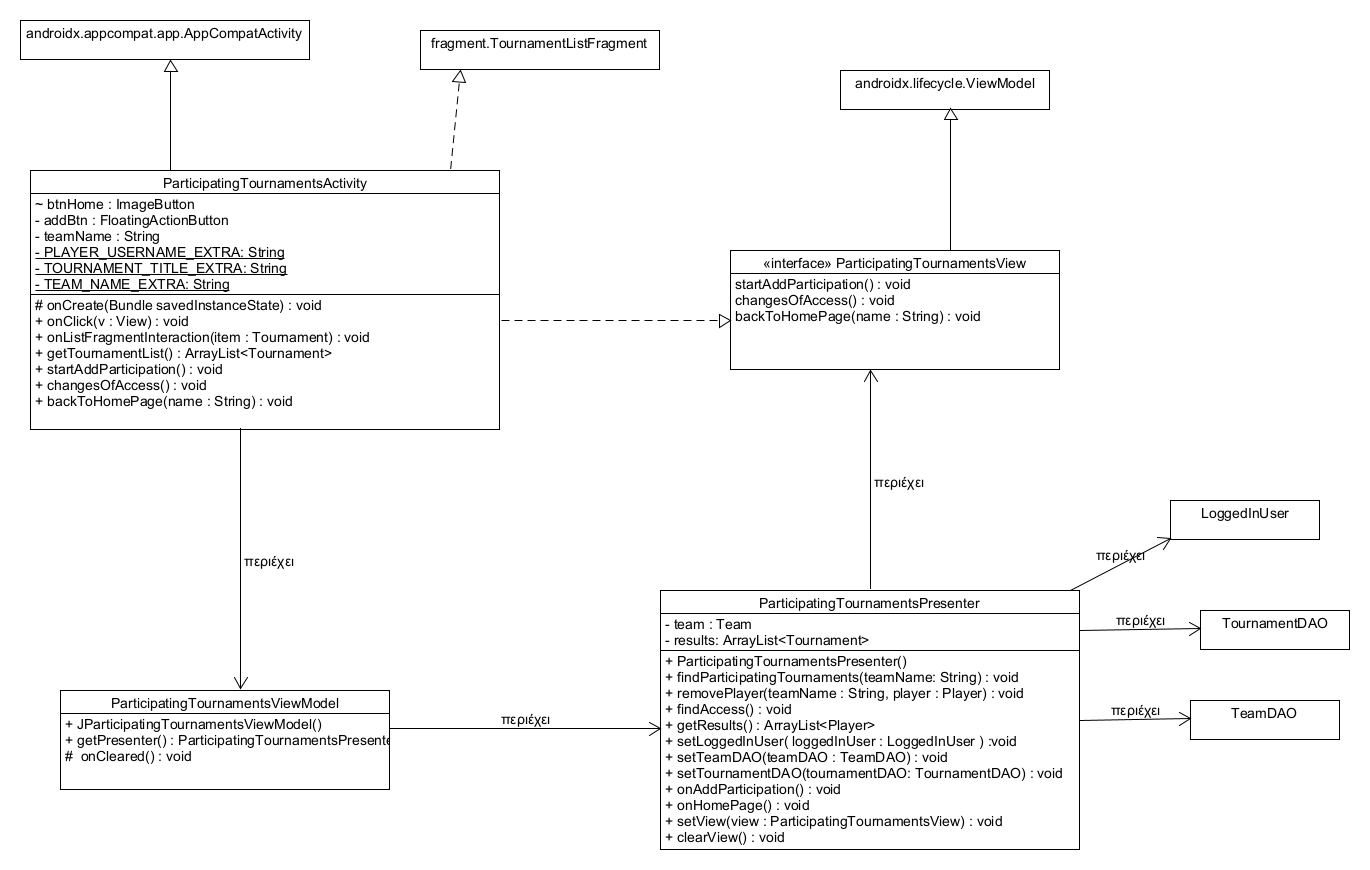 androidx.appcompat.app.AppCompatActivity
fragment.TournamentListFragment
androidx.lifecycle.ViewModel
ParticipatingTournamentsActivity
~ btnHome : ImageButton
- addBtn : FloatingActionButton
- teamName : String
- PLAYER_USERNAME_EXTRA: String
- TOURNAMENT_TITLE_EXTRA: String
- TEAM_NAME_EXTRA: String
# onCreate(Bundle savedInstanceState) : void
+ onClick(v : View) : void
+ onListFragmentInteraction(item : Tournament) : void
+ getTournamentList() : ArrayList<Tournament>
+ startAddParticipation() : void
+ changesOfAccess() : void
+ backToHomePage(name : String) : void
«interface» ParticipatingTournamentsView
startAddParticipation() : void
changesOfAccess() : void
backToHomePage(name : String) : void
περιέχει
περιέχει
LoggedInUser
περιέχει
TournamentDAO
περιέχει
TeamDAO
περιέχει
ParticipatingTournamentsViewModel
+ JParticipatingTournamentsViewModel()
+ getPresenter() : ParticipatingTournamentsPresente
# onCleared() : void
περιέχει
ParticipatingTournamentsPresenter
- team : Team
- results: ArrayList<Tournament>
+ ParticipatingTournamentsPresenter()
+ findParticipatingTournaments(teamName: String) : void
+ removePlayer(teamName : String, player : Player) : void
+ findAccess() : void
+ getResults() : ArrayList<Player>
+ setLoggedInUser( loggedInUser : LoggedInUser ) :void
+ setTeamDAO(teamDAO : TeamDAO) : void
+ setTournamentDAO(tournamentDAO: TournamentDAO) : void
+ onAddParticipation() : void
+ onHomePage() : void
+ setView(view : ParticipatingTournamentsView) : void
+ clearView() : void